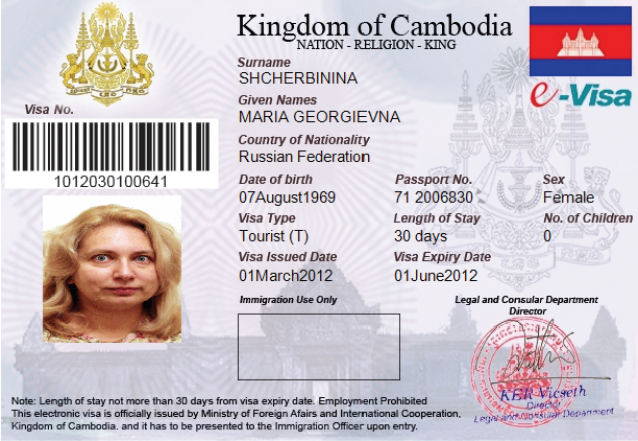 Kingdom of Cambodia
NATION - RELIGION - KING
e-Visa
Visa No.
1012030100641
Surname
SHCHERBININA
Given Names
MARIA GEORGIEVNA
Country of Nationality
Russian Federation
Date of birth Passport No. Sex
07August1969 71 2006830 Female
Visa Type Length of Stay No. of Children
Tourist (T) 30 days 0
Visa Issued Date Visa Expiry Date
01March2012 01June2012
Immigration Use Only
Legal and Consular Department
Director
KER Vicseth
Director
Legal and Consular Department
Note: Length of stay not more than 30 days from visa expiry date. Employment Prohibited
This electronic visa is officially issued by Ministry of Foreign Afairs and International Cooperation,
Kingdom of Cambodia. and it has to be presented to the Immigration Officer upon entry.